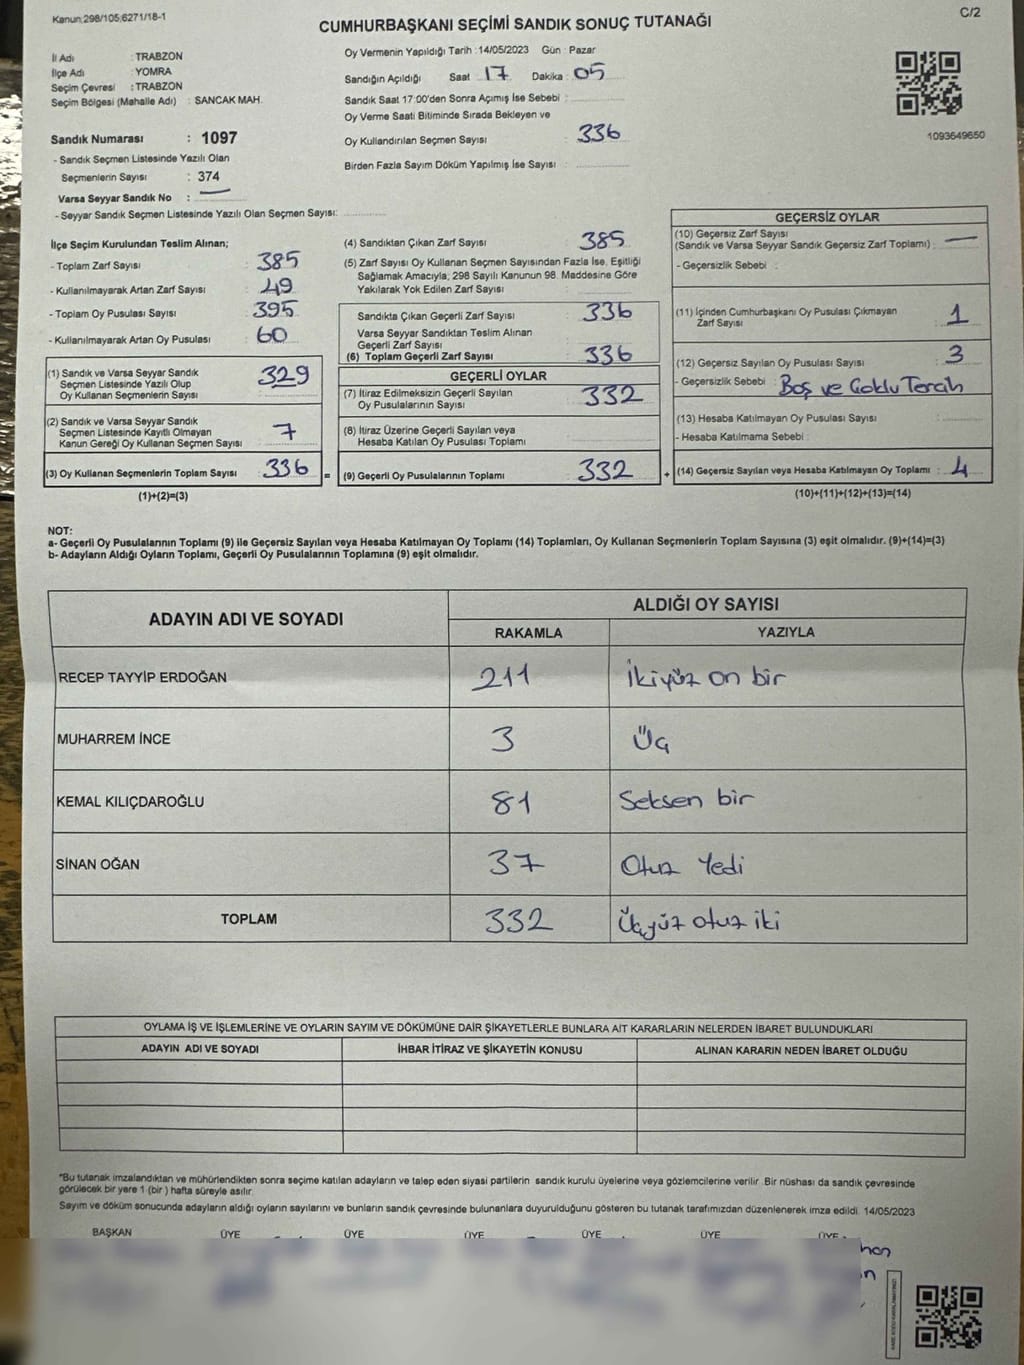 Kanun:298/105;6271/18-1
C/2
CUMHURBAŞKANI SEÇİMİ SANDIK SONUÇ TUTANAĞI
İl Adı : TRABZON
İlçe Adı : YOMRA
Seçim Çevresi : TRABZON
Seçim Bölgesi (Mahalle Adı) : SANCAK MAH.
Sandık Numarası : 1097
- Sandık Seçmen Listesinde Yazılı Olan
Seçmenlerin Sayısı : 374
Varsa Seyyar Sandık No : —
- Seyyar Sandık Seçmen Listesinde Yazılı Olan Seçmen Sayısı:
Oy Vermenin Yapıldığı Tarih : 14/05/2023 Gün : Pazar
Sandığın Açıldığı Saat 17 Dakika : 05
Sandık Saat 17:00'den Sonra Açımış İse Sebebi :
Oy Verme Saati Bitiminde Sırada Bekleyen ve
Oy Kullandırılan Seçmen Sayısı : 336
Birden Fazla Sayım Döküm Yapılmış İse Sayısı :
1093649650
İlçe Seçim Kurulundan Teslim Alınan;
- Toplam Zarf Sayısı : 385
- Kullanılmayarak Artan Zarf Sayısı : 49
- Toplam Oy Pusulası Sayısı : 395
- Kullanılmayarak Artan Oy Pusulası : 60
(1) Sandık ve Varsa Seyyar Sandık
Seçmen Listesinde Yazılı Olup
Oy Kullanan Seçmenlerin Sayısı : 329
(2) Sandık ve Varsa Seyyar Sandık
Seçmen Listesinde Kayıtlı Olmayan
Kanun Gereği Oy Kullanan Seçmen Sayısı : 7
(3) Oy Kullanan Seçmenlerin Toplam Sayısı : 336
(1)+(2)=(3)
(4) Sandıktan Çıkan Zarf Sayısı : 385
(5) Zarf Sayısı Oy Kullanan Seçmen Sayısından Fazla İse, Eşitliği
Sağlamak Amacıyla; 298 Sayılı Kanunun 98. Maddesine Göre
Yakılarak Yok Edilen Zarf Sayısı :
Sandıkta Çıkan Geçerli Zarf Sayısı : 336
Varsa Seyyar Sandıktan Teslim Alınan
Geçerli Zarf Sayısı :
(6) Toplam Geçerli Zarf Sayısı : 336
GEÇERLİ OYLAR
(7) İtiraz Edilmeksizin Geçerli Sayılan
Oy Pusulalarının Sayısı : 332
(8) İtiraz Üzerine Geçerli Sayılan veya
Hesaba Katılan Oy Pusulası Toplamı :
= (9) Geçerli Oy Pusulalarının Toplamı : 332 +
GEÇERSİZ OYLAR
(10) Geçersiz Zarf Sayısı
(Sandık ve Varsa Seyyar Sandık Geçersiz Zarf Toplamı) : —
- Geçersizlik Sebebi :
(11) İçinden Cumhurbaşkanı Oy Pusulası Çıkmayan
Zarf Sayısı : 1
(12) Geçersiz Sayılan Oy Pusulası Sayısı : 3
- Geçersizlik Sebebi : Boş ve Çoklu Tercih
(13) Hesaba Katılmayan Oy Pusulası Sayısı :
- Hesaba Katılmama Sebebi :
(14) Geçersiz Sayılan veya Hesaba Katılmayan Oy Toplamı : 4
(10)+(11)+(12)+(13)=(14)
NOT:
a- Geçerli Oy Pusulalarının Toplamı (9) ile Geçersiz Sayılan veya Hesaba Katılmayan Oy Toplamı (14) Toplamları, Oy Kullanan Seçmenlerin Toplam Sayısına (3) eşit olmalıdır. (9)+(14)=(3)
b- Adayların Aldığı Oyların Toplamı, Geçerli Oy Pusulalarının Toplamına (9) eşit olmalıdır.
ADAYIN ADI VE SOYADI
ALDIĞI OY SAYISI
RAKAMLA YAZIYLA
RECEP TAYYİP ERDOĞAN 211 İkiyüz on bir
MUHARREM İNCE 3 Üç
KEMAL KILIÇDAROĞLU 81 Seksen bir
SİNAN OĞAN 37 Otuz Yedi
TOPLAM 332 Üçyüz otuz iki
OYLAMA İŞ VE İŞLEMLERİNE VE OYLARIN SAYIM VE DÖKÜMÜNE DAİR ŞİKAYETLERLE BUNLARA AİT KARARLARIN NELERDEN İBARET BULUNDUKLARI
ADAYIN ADI VE SOYADI İHBAR İTİRAZ VE ŞİKAYETİN KONUSU ALINAN KARARIN NEDEN İBARET OLDUĞU
*Bu tutanak imzalandıktan ve mühürlendikten sonra seçime katılan adayların ve talep eden siyasi partilerin sandık kurulu üyelerine veya gözlemcilerine verilir. Bir nüshası da sandık çevresinde
görülecek bir yere 1 (bir ) hafta süreyle asılır.
Sayım ve döküm sonucunda adayların aldığı oyların sayılarını ve bunların sandık çevresinde bulunanlara duyurulduğunu gösteren bu tutanak tarafımızdan düzenlenerek imza edildi. 14/05/2023
BAŞKAN ÜYE ÜYE ÜYE ÜYE ÜYE ÜYE